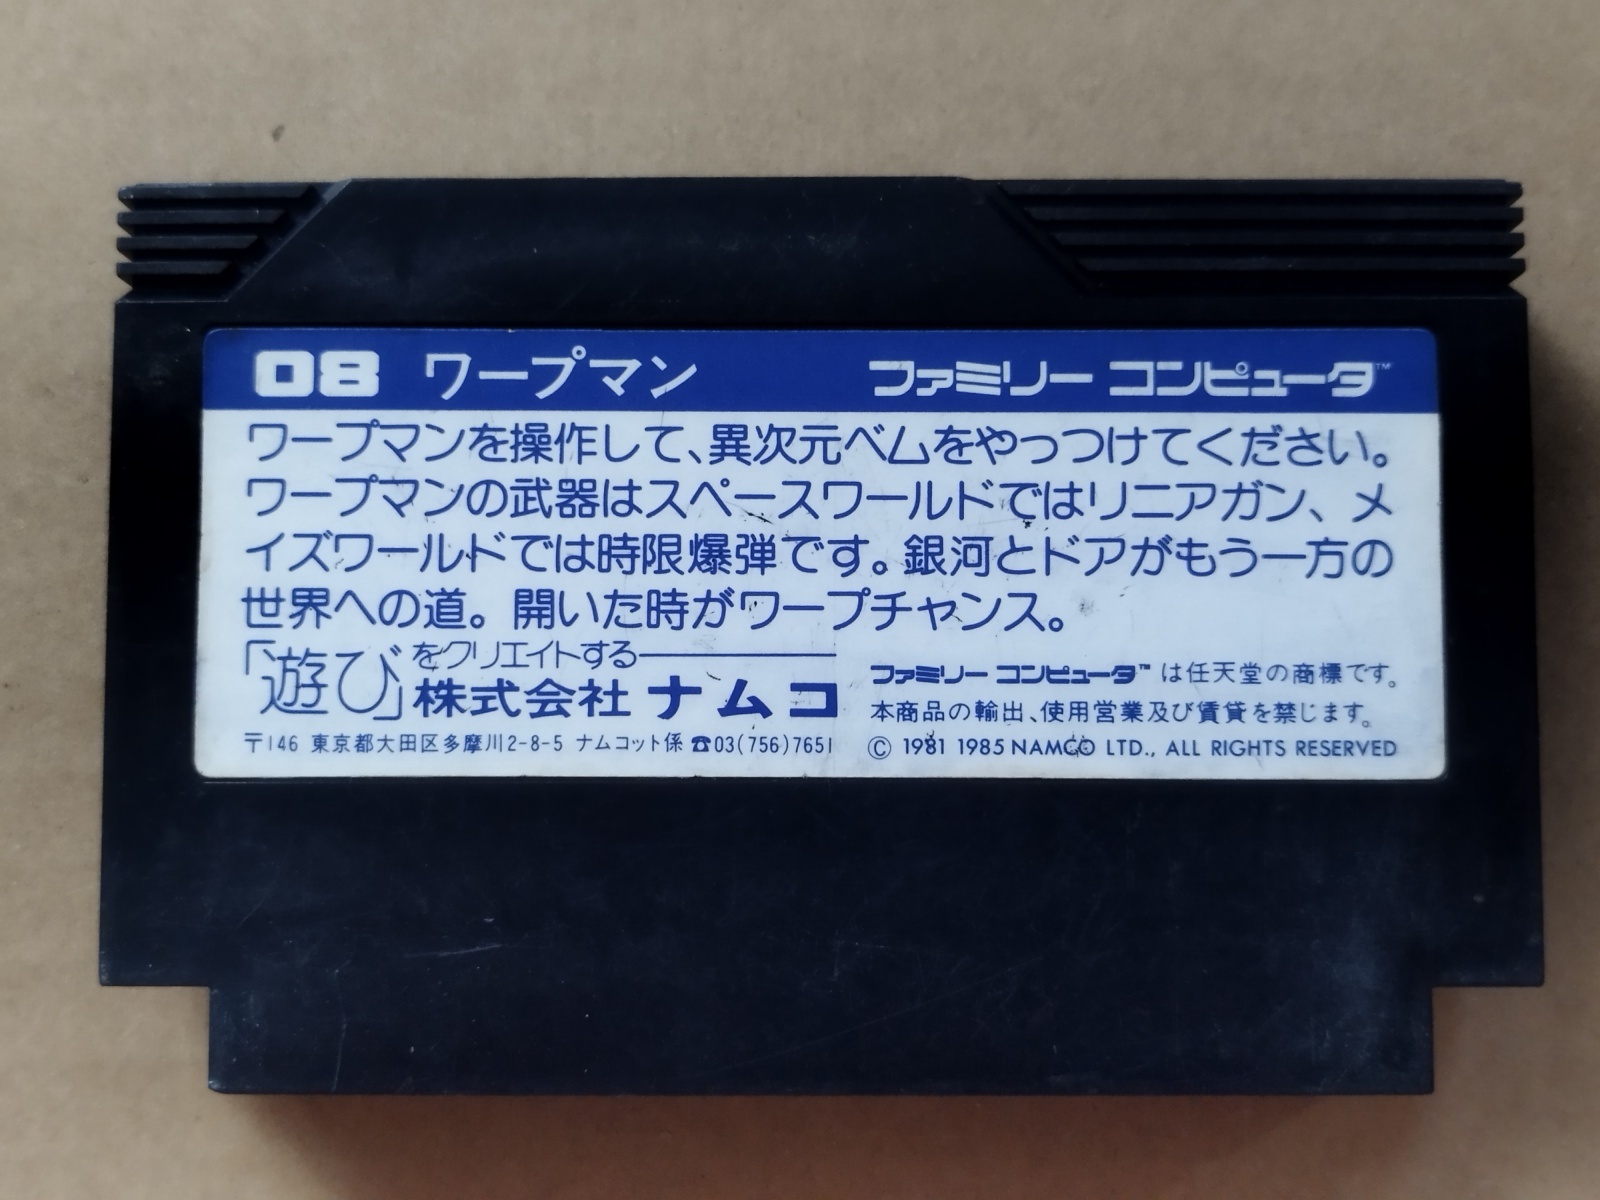 08 ワープマン ファミリー コンピュータ™
ワープマンを操作して、異次元ベムをやっつけてください。
ワープマンの武器はスペースワールドではリニアガン、メ
イズワールドでは時限爆弾です。銀河とドアがもう一方の
世界への道。開いた時がワープチャンス。
「遊び」をクリエイトする
株式会社 ナムコ
〒146 東京都大田区多摩川2-8-5 ナムコット係 ☎03(756)7651
ファミリー コンピュータ™ は任天堂の商標です。
本商品の輸出、使用営業及び賃貸を禁じます。
© 1981 1985 NAMCO LTD., ALL RIGHTS RESERVED